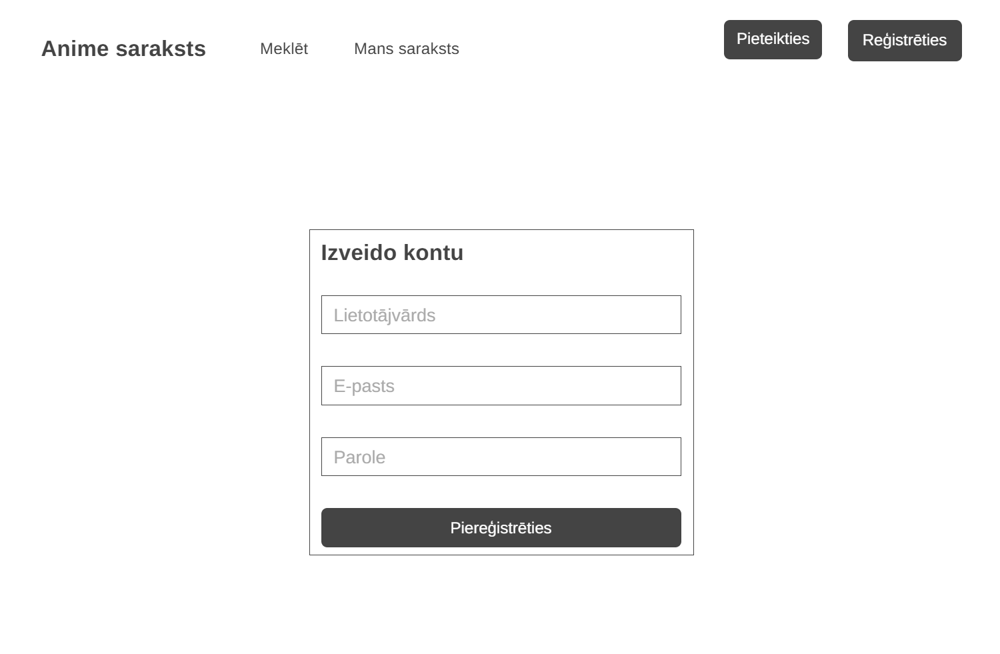 Anime saraksts
Meklēt
Mans saraksts
Pieteikties
Reģistrēties
Izveido kontu
Lietotājvārds
E-pasts
Parole
Piereģistrēties